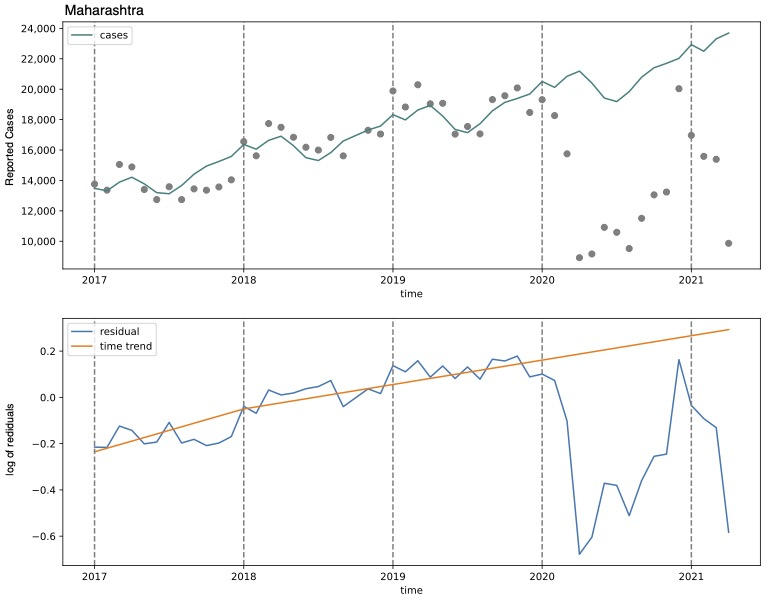 Maharashtra
24,000
22,000
20,000
18,000
16,000
14,000
12,000
10,000
Reported Cases
cases
2017 2018 2019 2020 2021
time
0.2
0.0
−0.2
−0.4
−0.6
log of rediduals
residual
time trend
2017 2018 2019 2020 2021
time